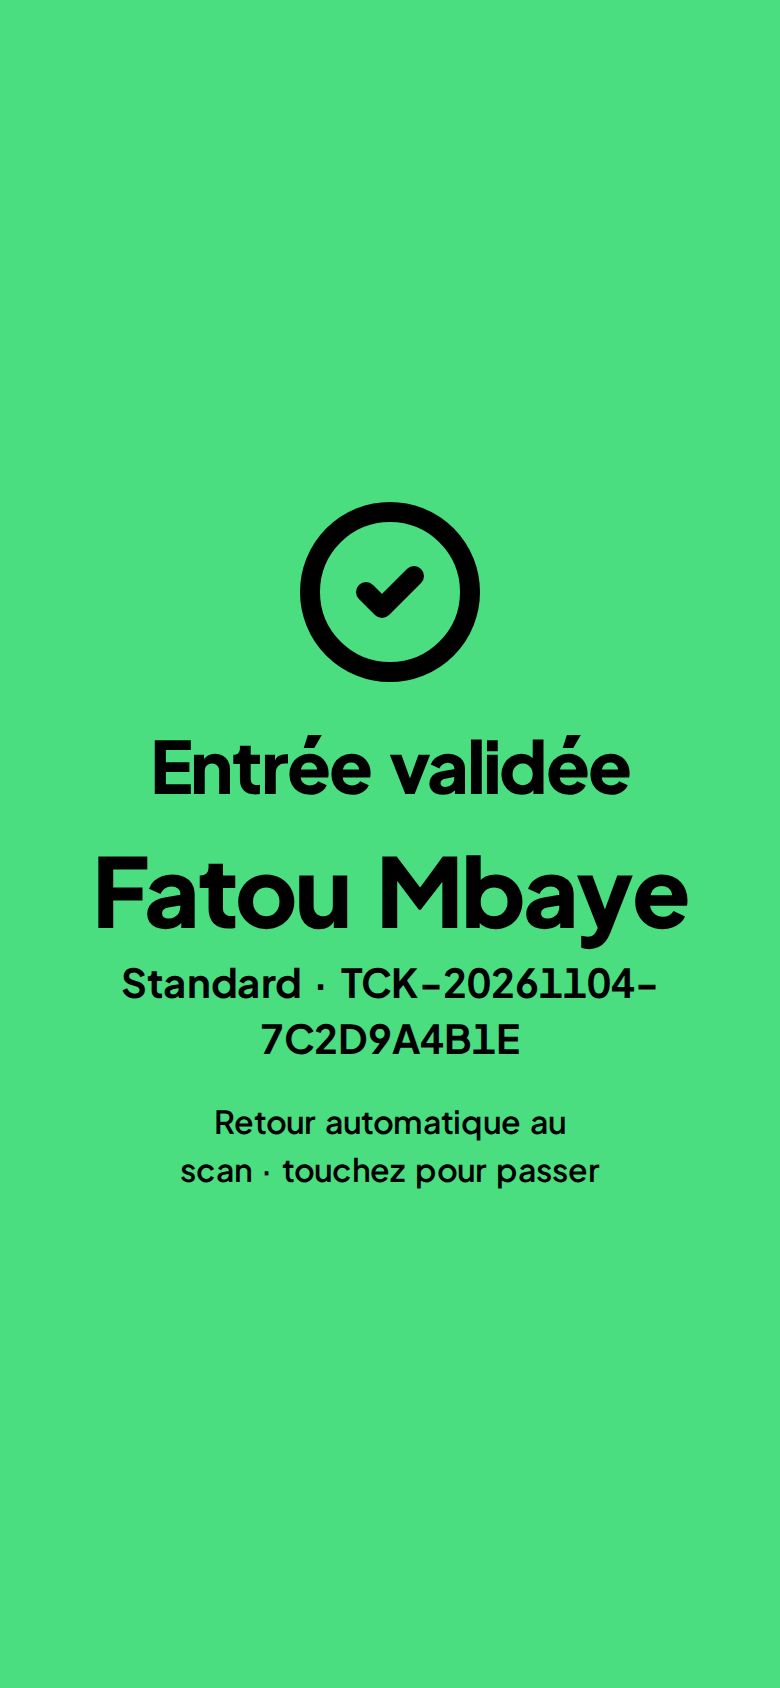 Entrée validée
Fatou Mbaye
Standard · TCK-20261104-
7C2D9A4B1E
Retour automatique au
scan · touchez pour passer